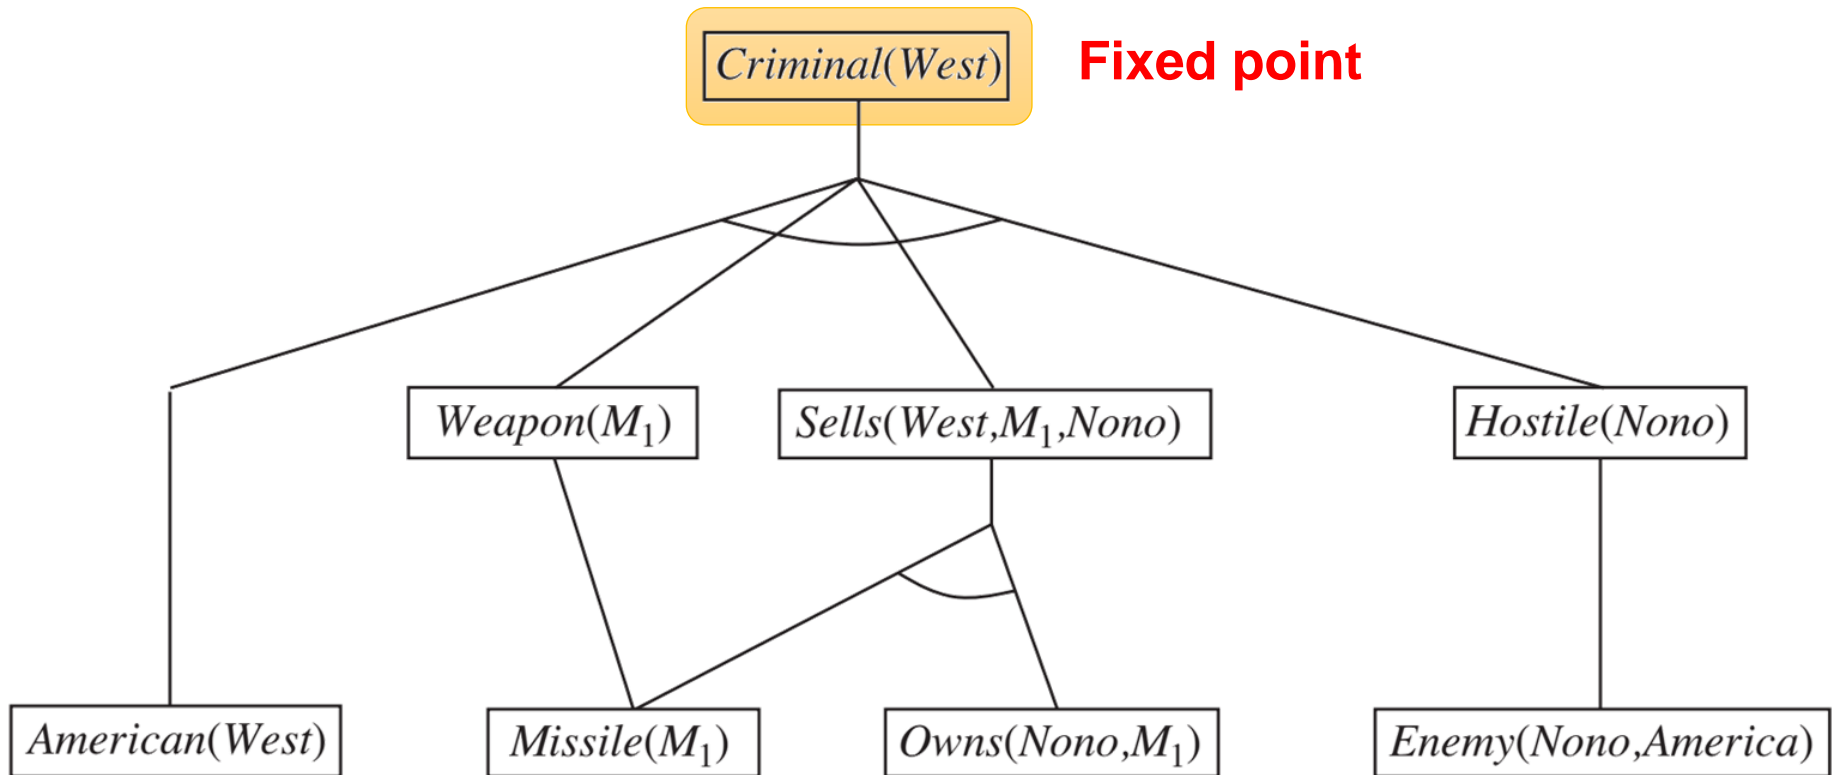 Criminal(West)
Fixed point
Weapon(M₁)
Sells(West,M₁,Nono)
Hostile(Nono)
American(West)
Missile(M₁)
Owns(Nono,M₁)
Enemy(Nono,America)